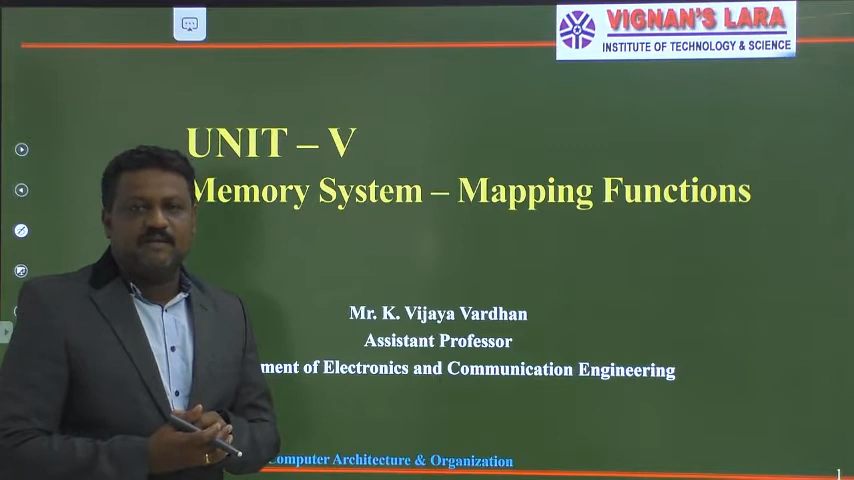 VIGNAN'S LARA
INSTITUTE OF TECHNOLOGY & SCIENCE
UNIT – V
Memory System – Mapping Functions
Mr. K. Vijaya Vardhan
Assistant Professor
ment of Electronics and Communication Engineering
Computer Architecture & Organization
1